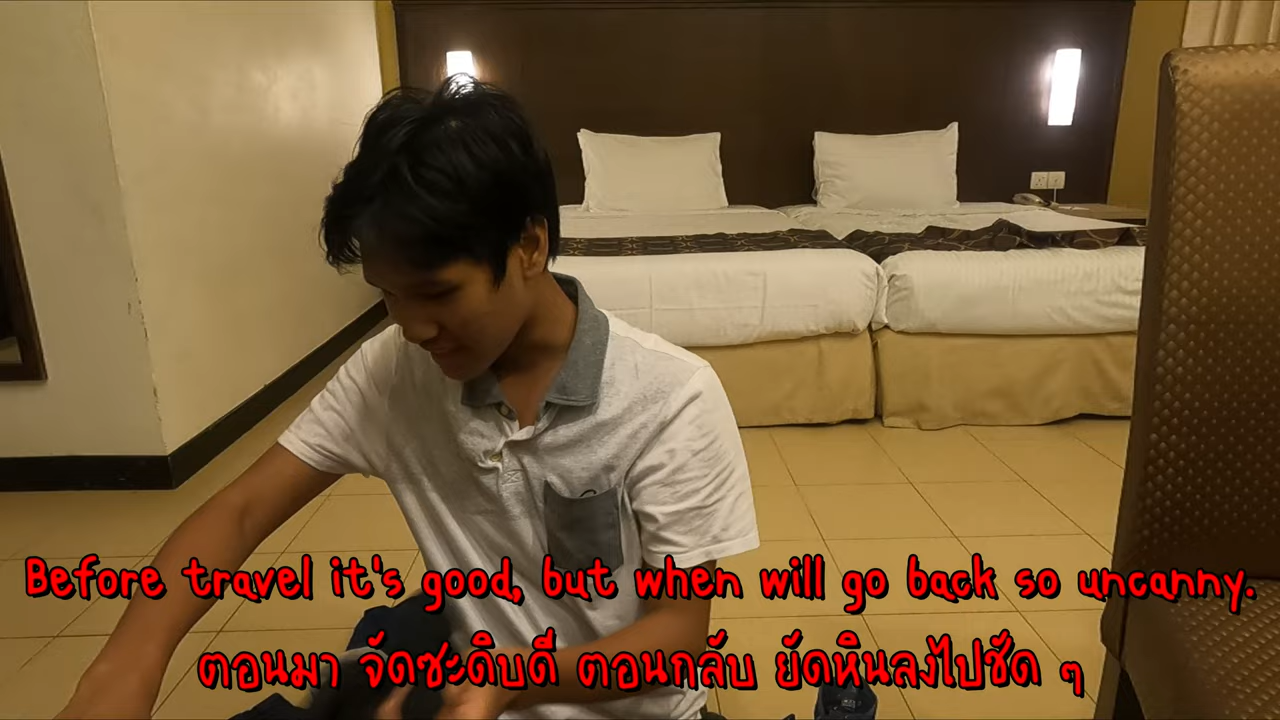 Before travel it's good, but when will go back so uncanny.
ตอนมา จัดซะดิบดี ตอนกลับ ยัดหินลงไปชัด ๆ